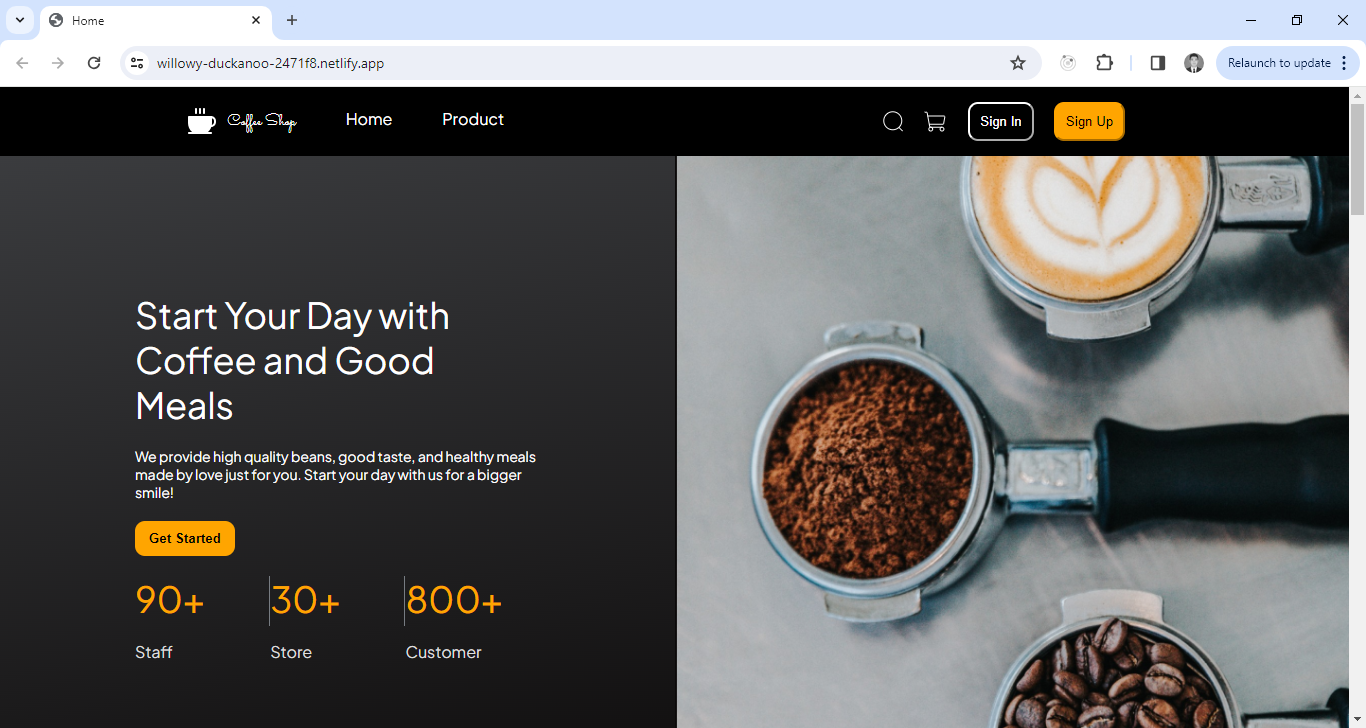 Home
willowy-duckanoo-2471f8.netlify.app
Relaunch to update
Coffee Shop
Home
Product
Sign In
Sign Up
Start Your Day with
Coffee and Good
Meals
We provide high quality beans, good taste, and healthy meals
made by love just for you. Start your day with us for a bigger
smile!
Get Started
90+
30+
800+
Staff
Store
Customer